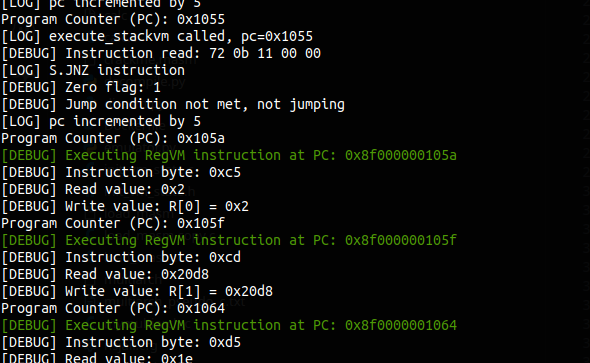 [LOG] pc incremented by 5
Program Counter (PC): 0x1055
[LOG] execute_stackvm called, pc=0x1055
[DEBUG] Instruction read: 72 0b 11 00 00
[LOG] S.JNZ instruction
[DEBUG] Zero flag: 1
[DEBUG] Jump condition not met, not jumping
[LOG] pc incremented by 5
Program Counter (PC): 0x105a
[DEBUG] Executing RegVM instruction at PC: 0x8f000000105a
[DEBUG] Instruction byte: 0xc5
[DEBUG] Read value: 0x2
[DEBUG] Write value: R[0] = 0x2
Program Counter (PC): 0x105f
[DEBUG] Executing RegVM instruction at PC: 0x8f000000105f
[DEBUG] Instruction byte: 0xcd
[DEBUG] Read value: 0x20d8
[DEBUG] Write value: R[1] = 0x20d8
Program Counter (PC): 0x1064
[DEBUG] Executing RegVM instruction at PC: 0x8f0000001064
[DEBUG] Instruction byte: 0xd5
[DEBUG] Read value: 0x1e